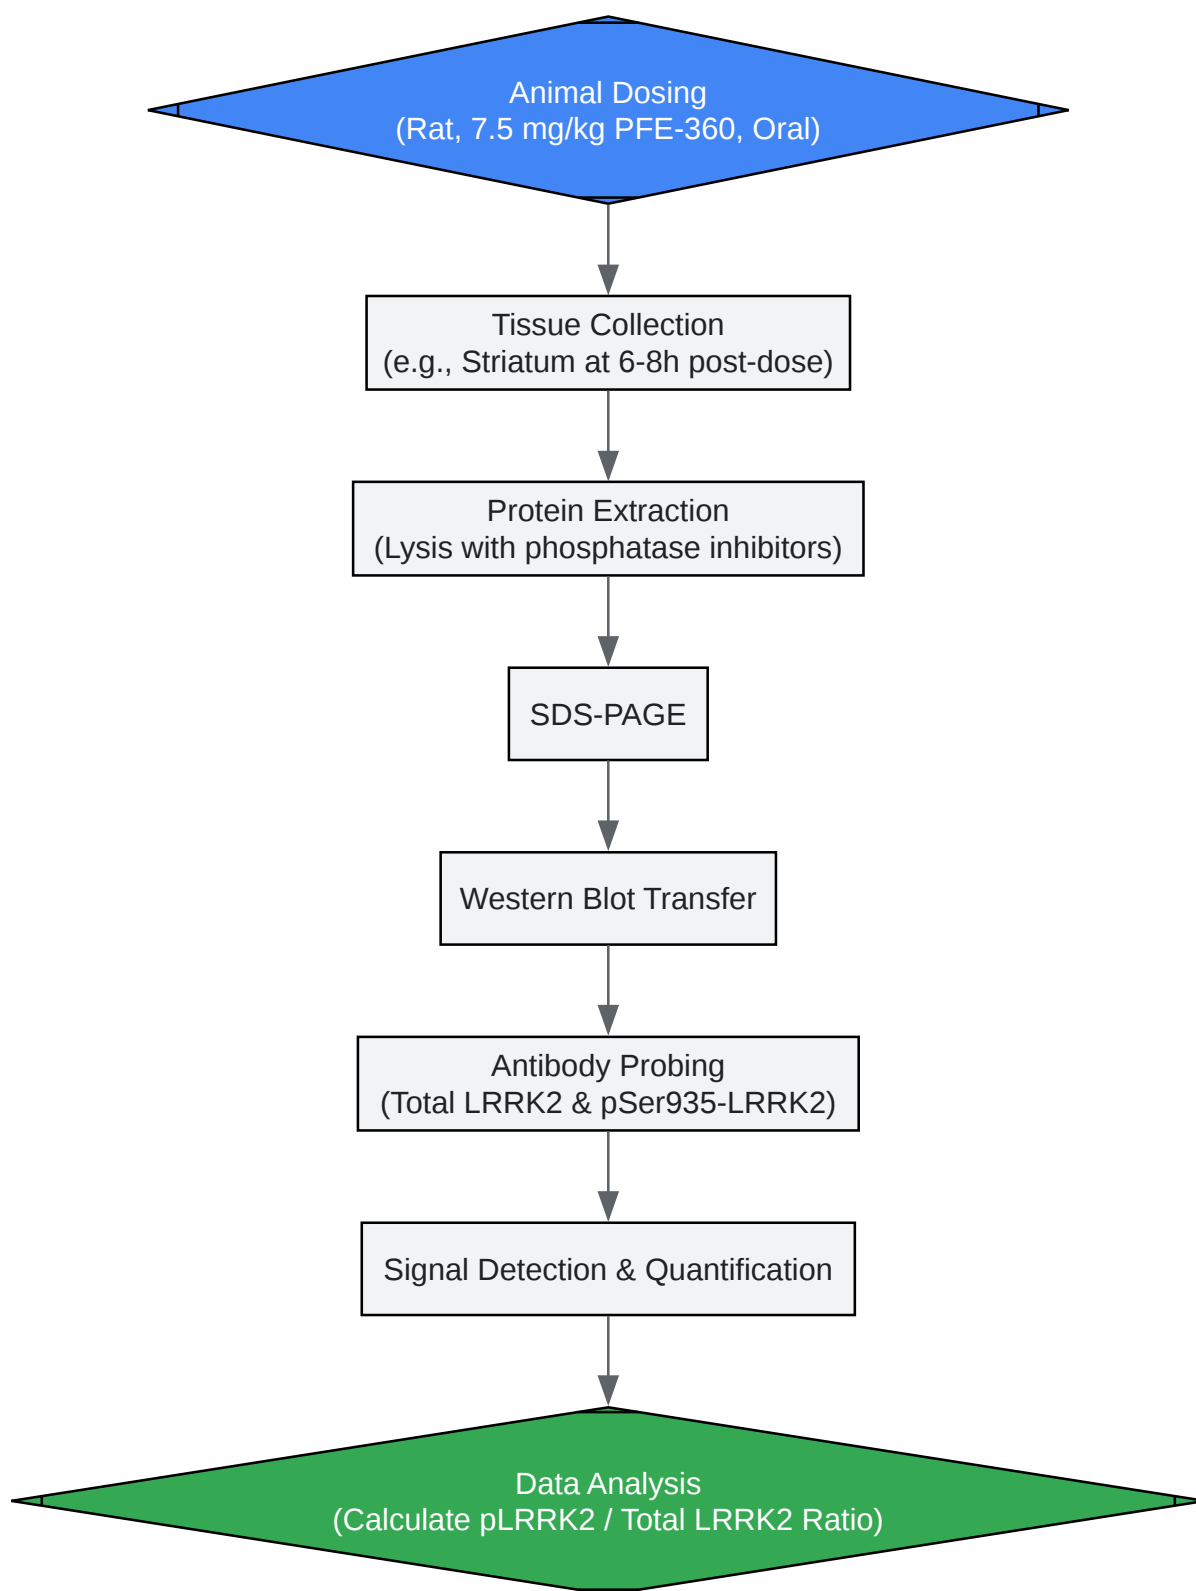 Animal Dosing
(Rat, 7.5 mg/kg PFE-360, Oral)
Tissue Collection
(e.g., Striatum at 6-8h post-dose)
Protein Extraction
(Lysis with phosphatase inhibitors)
SDS-PAGE
Western Blot Transfer
Antibody Probing
(Total LRRK2 & pSer935-LRRK2)
Signal Detection & Quantification
Data Analysis
(Calculate pLRRK2 / Total LRRK2 Ratio)